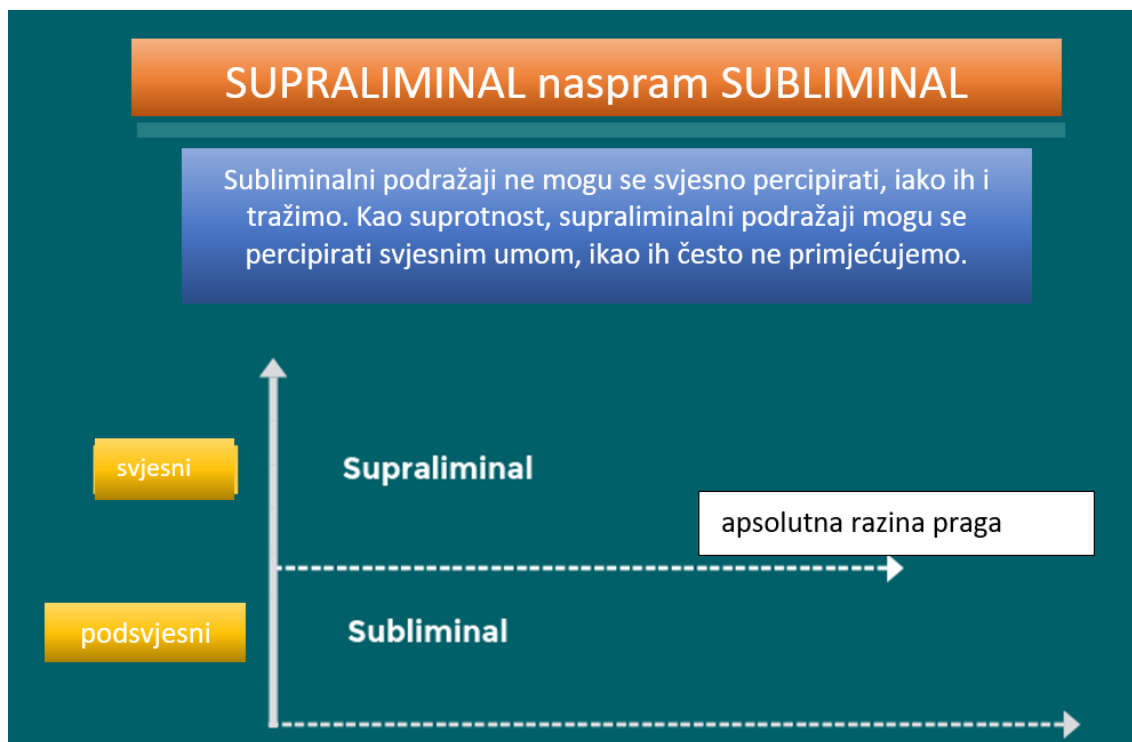 SUPRALIMINAL naspram SUBLIMINAL
Subliminalni podražaji ne mogu se svjesno percipirati, iako ih i
tražimo. Kao suprotnost, supraliminalni podražaji mogu se
percipirati svjesnim umom, ikao ih često ne primjećujemo.
svjesni
Supraliminal
apsolutna razina praga
podsvjesni
Subliminal